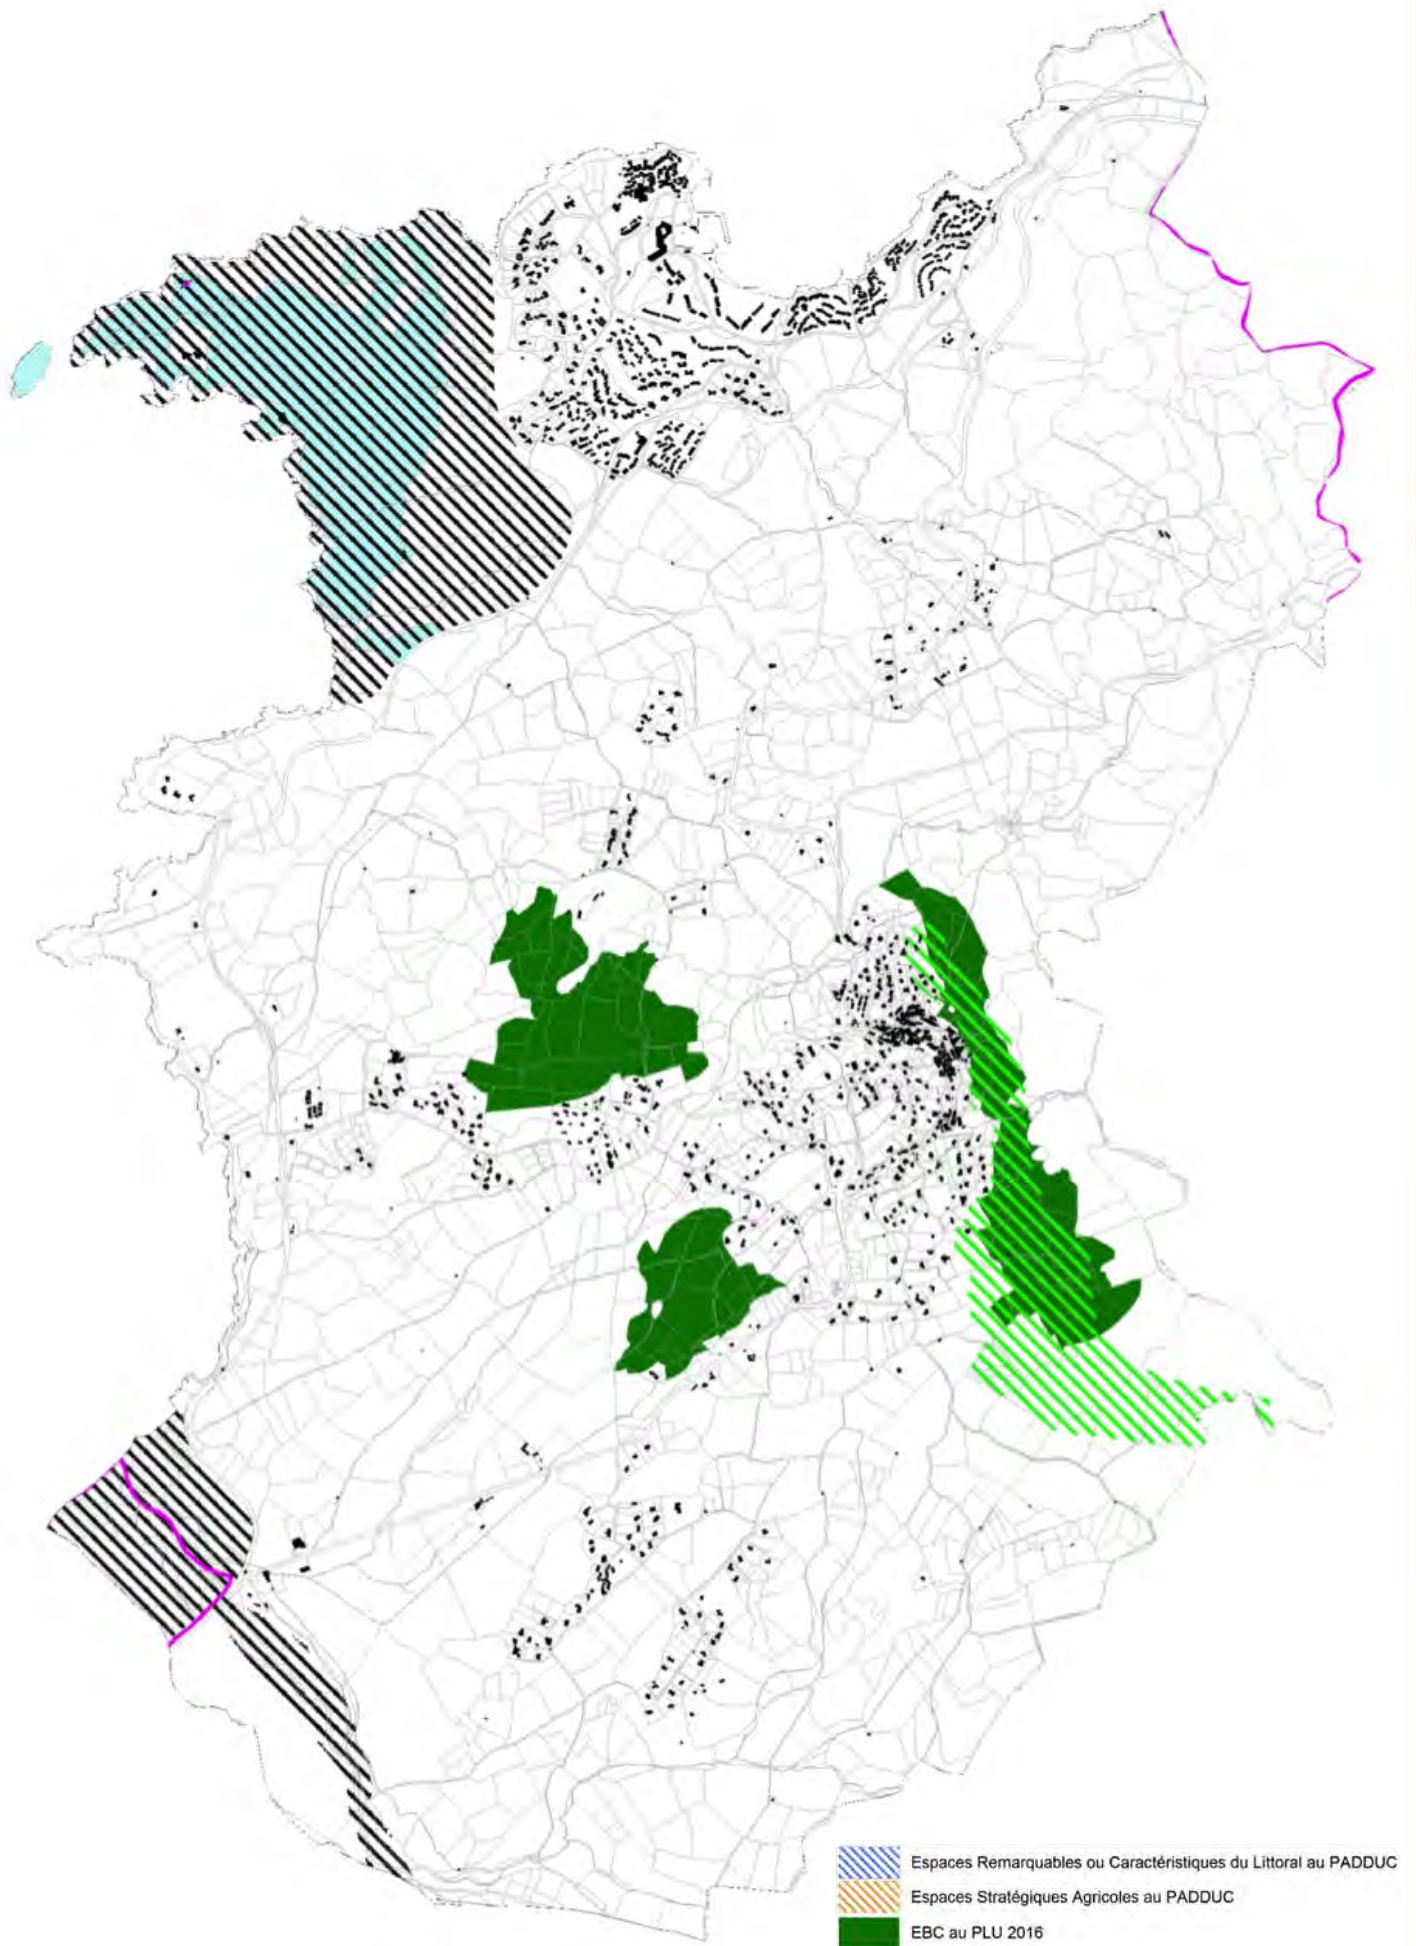 Espaces Remarquables ou Caractéristiques du Littoral au PADDUC
Espaces Stratégiques Agricoles au PADDUC
EBC au PLU 2016